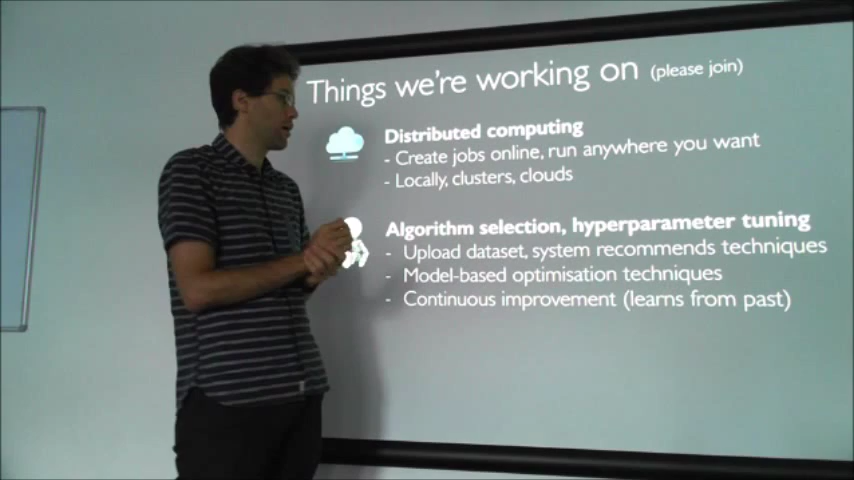 Things we're working on (please join)
Distributed computing
- Create jobs online, run anywhere you want
- Locally, clusters, clouds
Algorithm selection, hyperparameter tuning
- Upload dataset, system recommends techniques
- Model-based optimisation techniques
- Continuous improvement (learns from past)